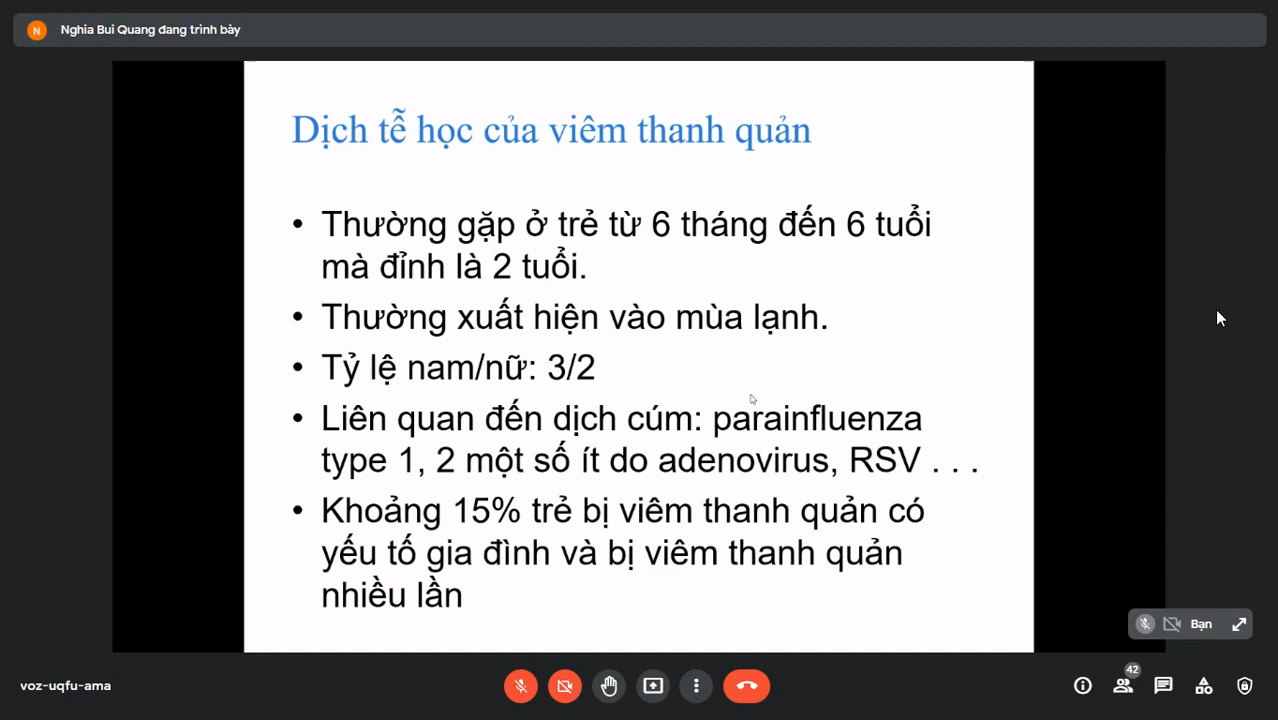 N
Nghia Bui Quang đang trình bày
Dịch tễ học của viêm thanh quản
• Thường gặp ở trẻ từ 6 tháng đến 6 tuổi
mà đỉnh là 2 tuổi.
• Thường xuất hiện vào mùa lạnh.
• Tỷ lệ nam/nữ: 3/2
• Liên quan đến dịch cúm: parainfluenza
type 1, 2 một số ít do adenovirus, RSV . . .
• Khoảng 15% trẻ bị viêm thanh quản có
yếu tố gia đình và bị viêm thanh quản
nhiều lần
Bạn
voz-uqfu-ama
42